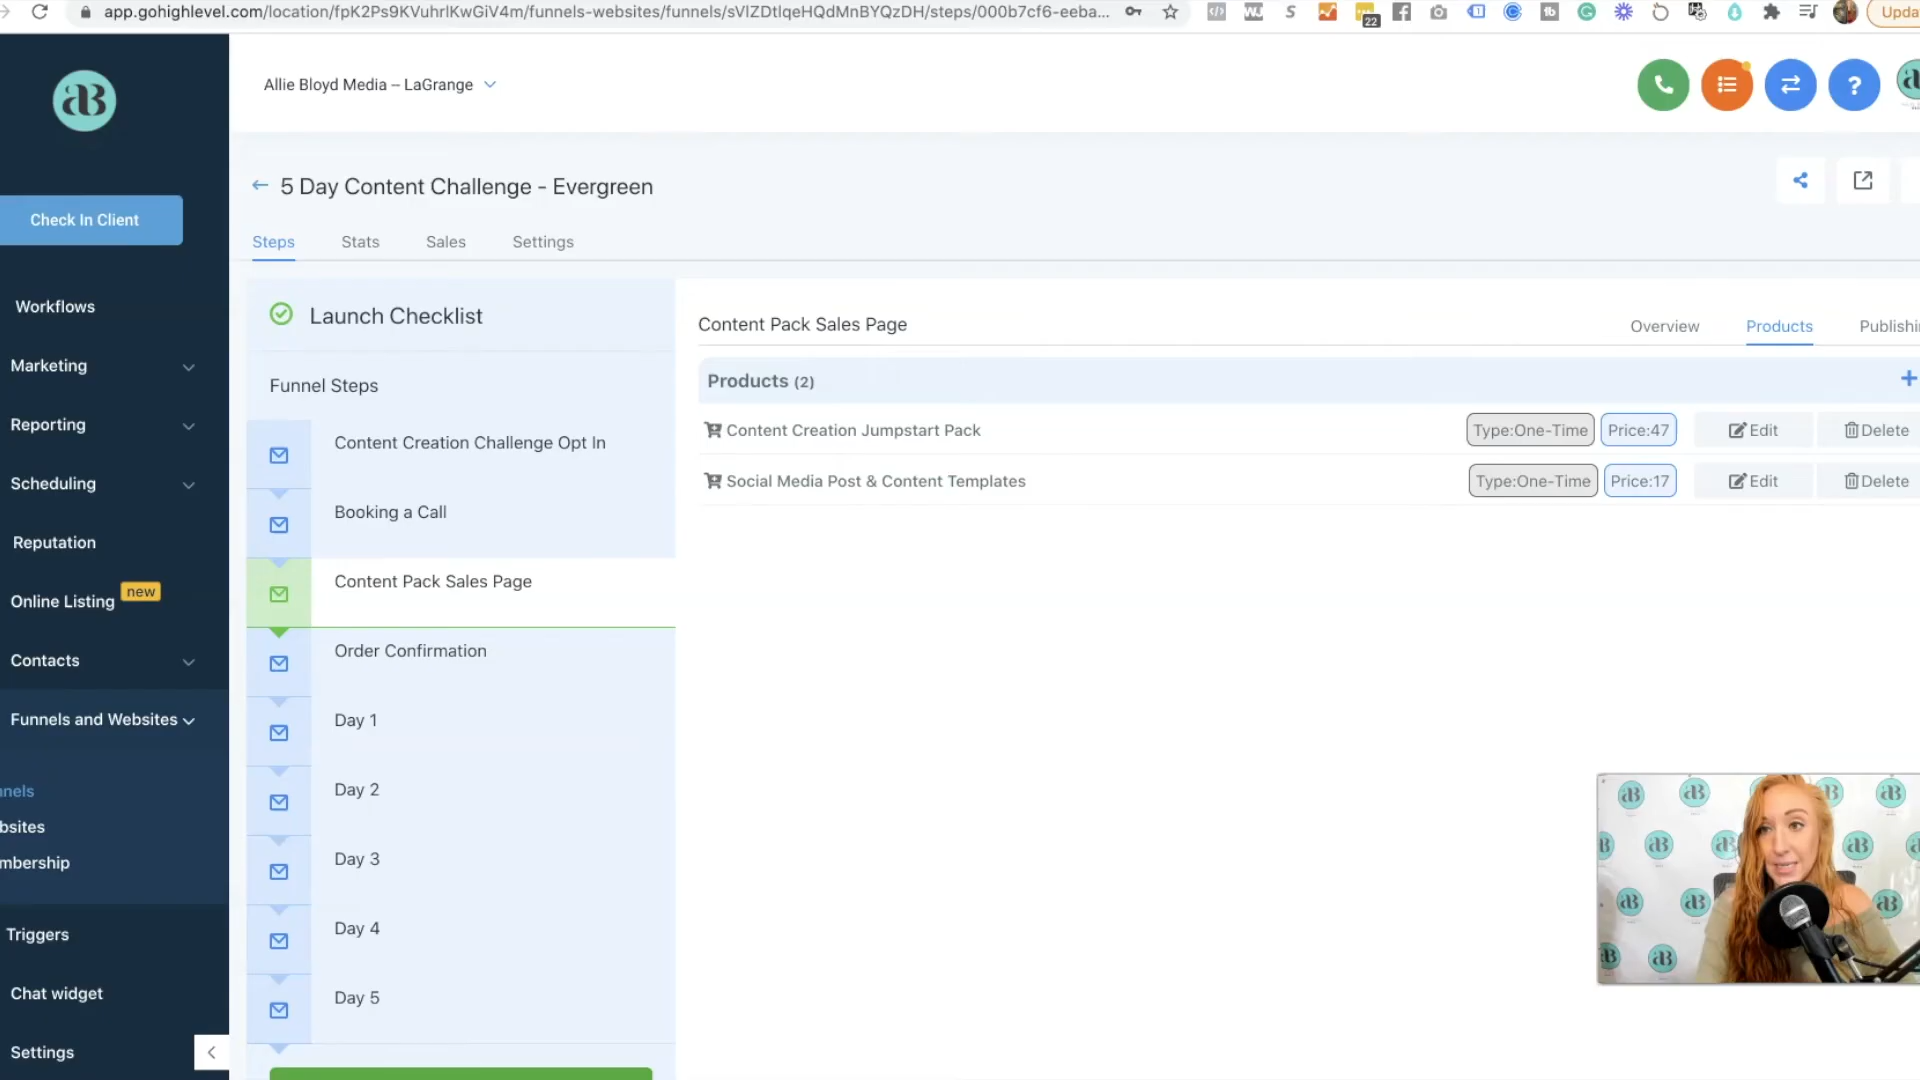 app.gohighlevel.com/location/fpK2Ps9KVuhrlKwGiV4m/funnels-websites/funnels/sVlZDtlqeHQdMnBYQzDH/steps/000b7cf6-eeba...
22
Upda
aB
Allie Bloyd Media – LaGrange
Check In Client
5 Day Content Challenge - Evergreen
Steps
Stats
Sales
Settings
Workflows
Marketing
Reporting
Scheduling
Reputation
Online Listing
new
Contacts
Funnels and Websites
nnels
bsites
mbership
Triggers
Chat widget
Settings
Launch Checklist
Funnel Steps
Content Creation Challenge Opt In
Booking a Call
Content Pack Sales Page
Order Confirmation
Day 1
Day 2
Day 3
Day 4
Day 5
Content Pack Sales Page
Overview
Products
Publishi
Products (2)
Content Creation Jumpstart Pack
Type:One-Time
Price:47
Edit
Delete
Social Media Post & Content Templates
Type:One-Time
Price:17
Edit
Delete